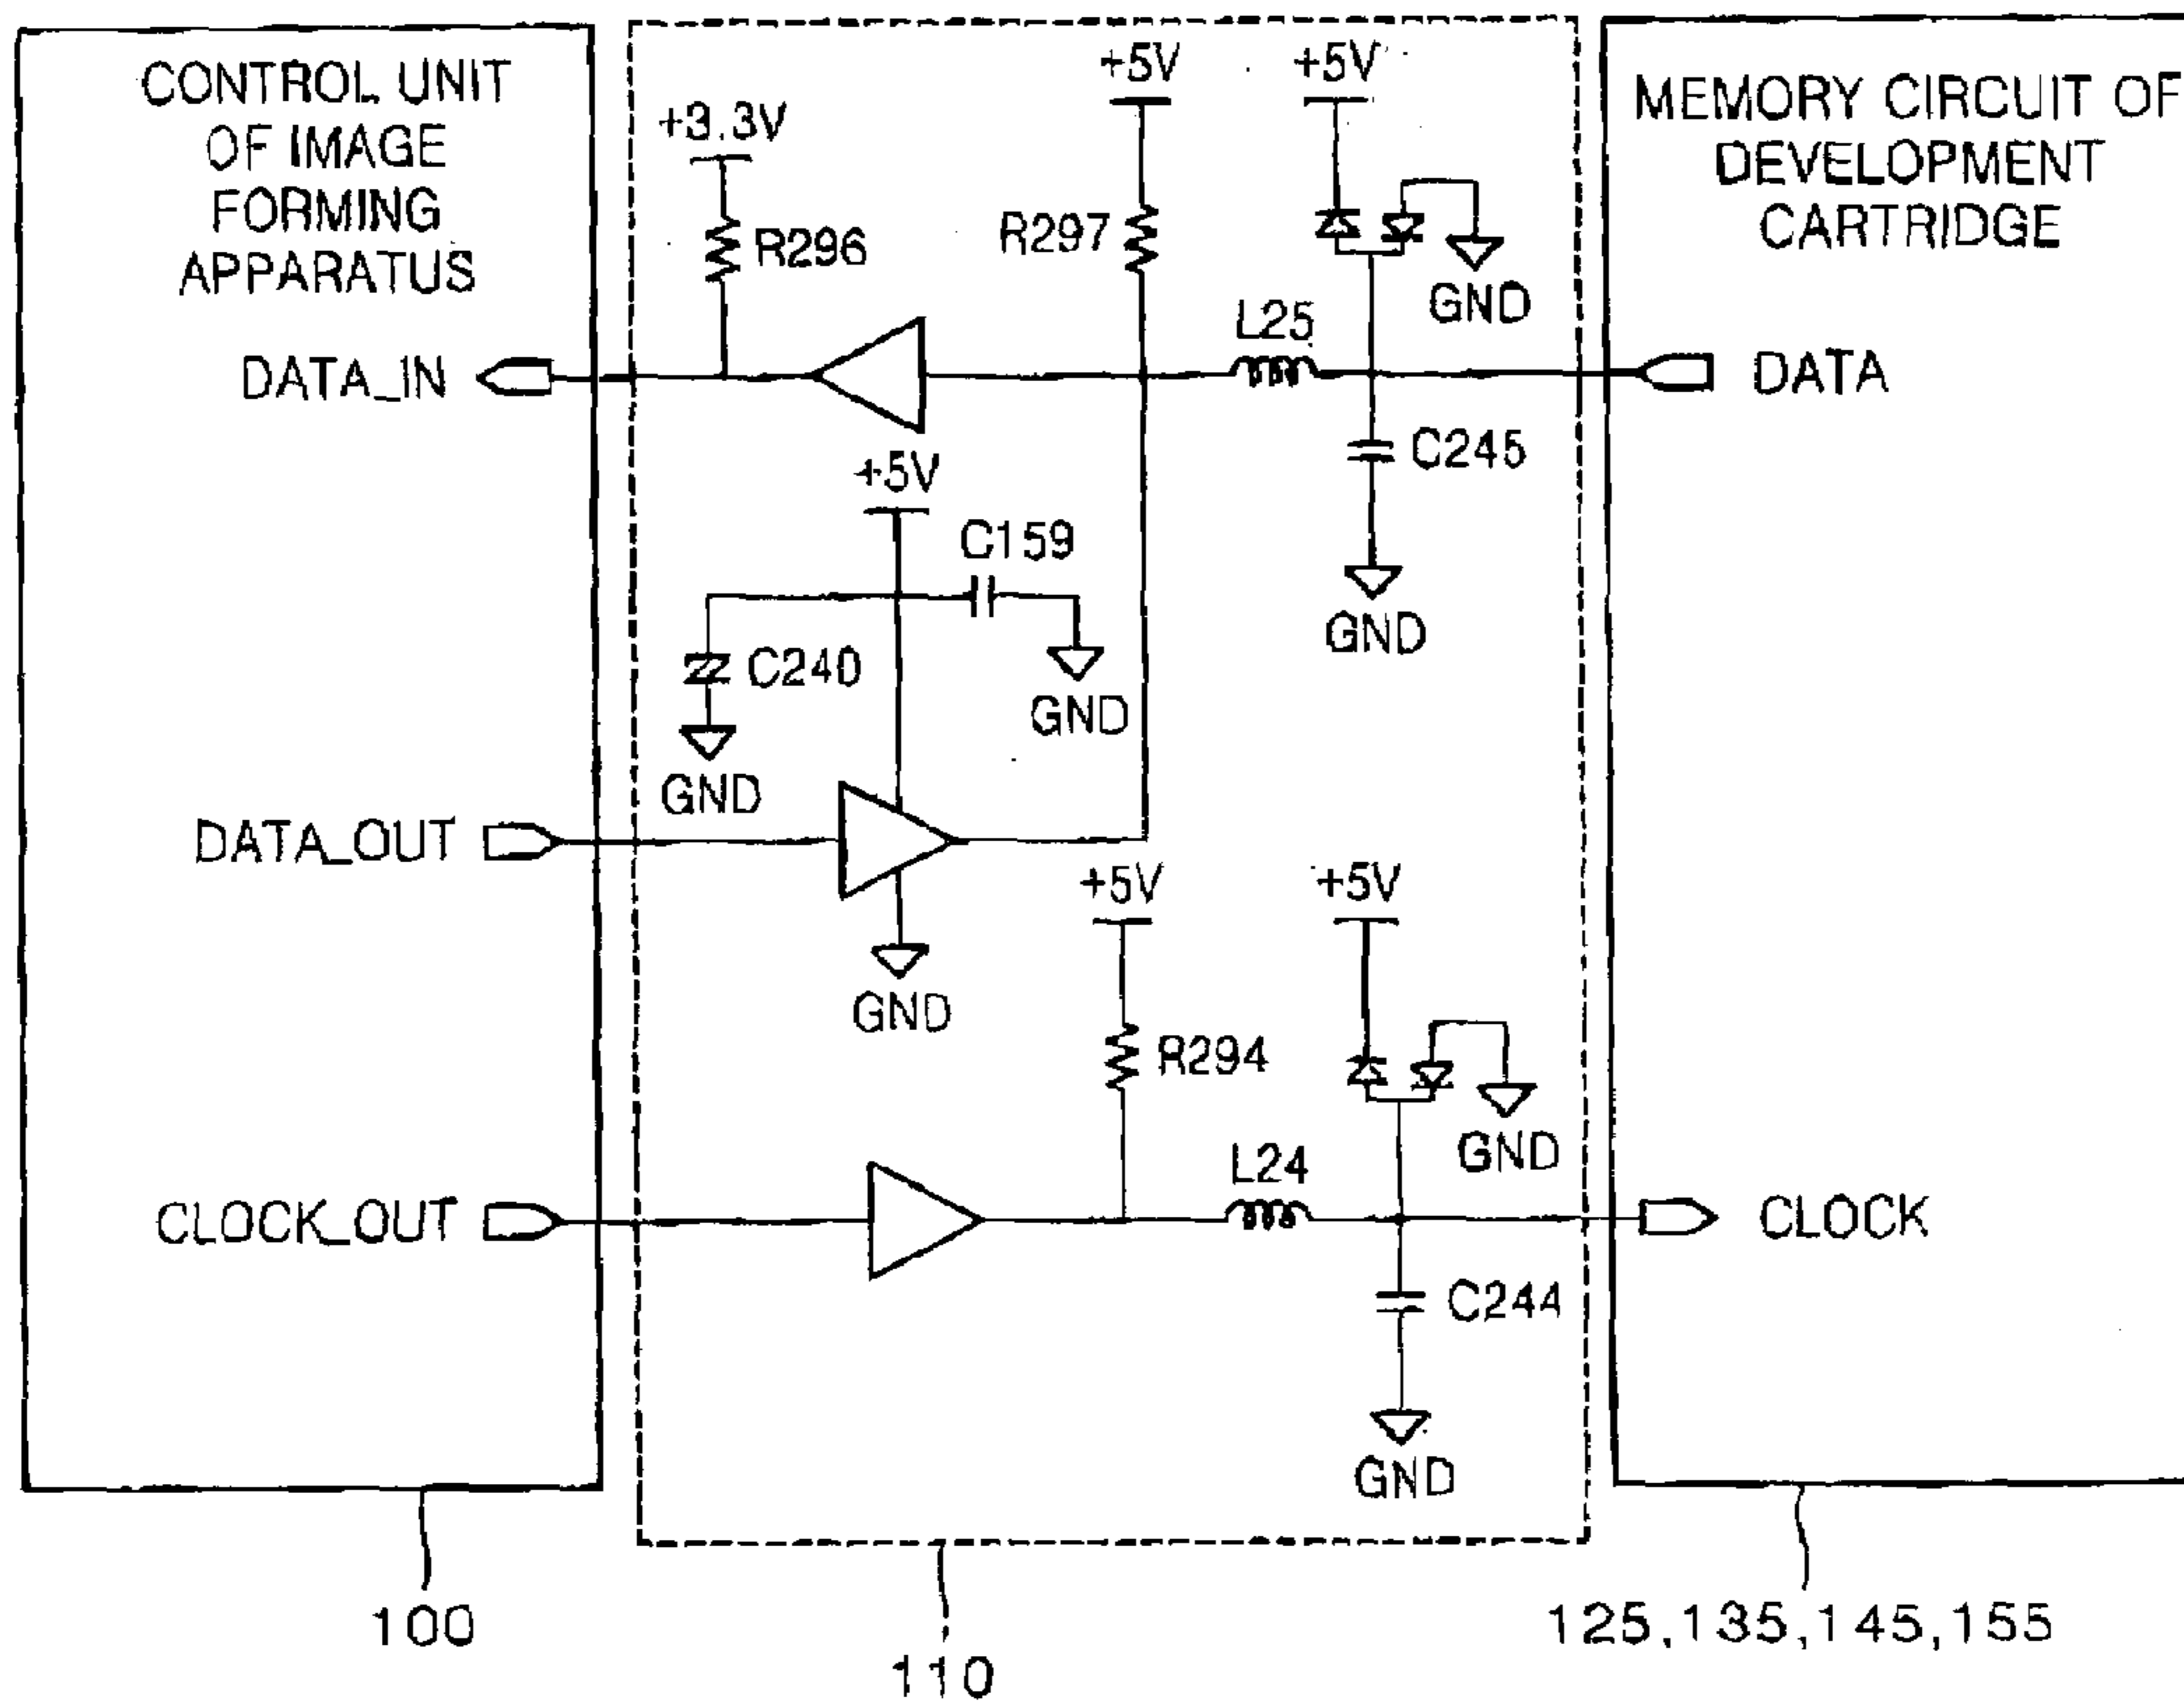 CONTROL UNIT
OF IMAGE
FORMING
APPARATUS
+3.3V
+5V
+5V
MEMORY CIRCUIT OF
DEVELOPMENT
CARTRIDGE
R296
R297
GND
L25
DATA_IN
DATA
C245
+5V
C159
GND
C240
GND
GND
DATA_OUT
+5V
+5V
GND
R294
GND
L24
CLOCK_OUT
CLOCK
C244
GND
100
110
125,135,145,155